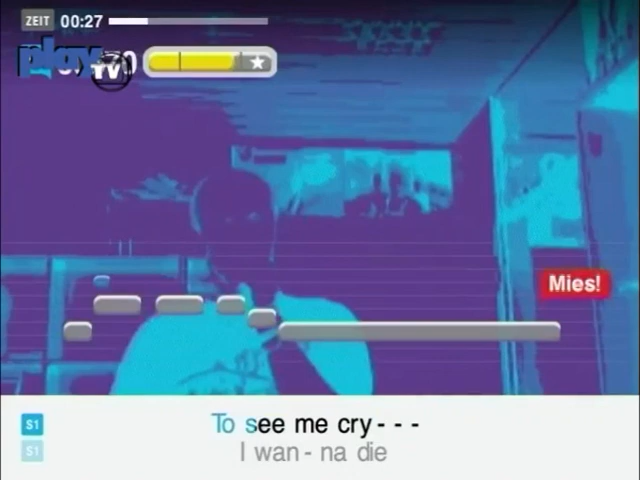 ZEIT 00:27
play
TV
Mies!
S1 To see me cry - - -
S1 I wan - na die